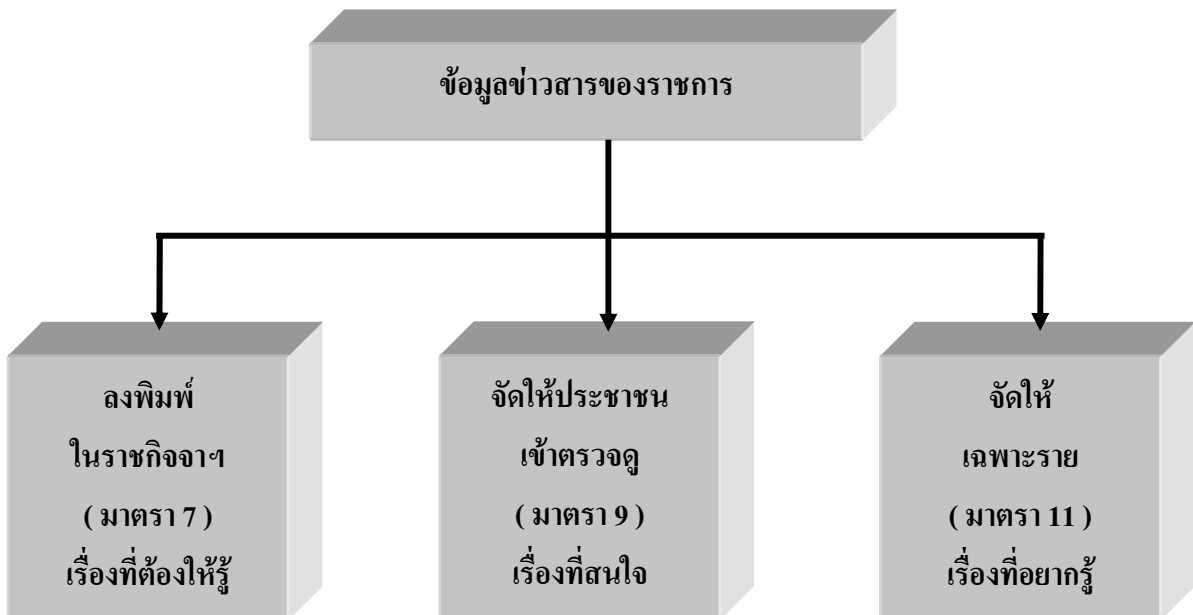 ข้อมูลข่าวสารของราชการ
ลงพิมพ์
ในราชกิจจาฯ
( มาตรา 7 )
เรื่องที่ต้องให้รู้
จัดให้ประชาชน
เข้าตรวจดู
( มาตรา 9 )
เรื่องที่สนใจ
จัดให้
เฉพาะราย
( มาตรา 11 )
เรื่องที่อยากรู้